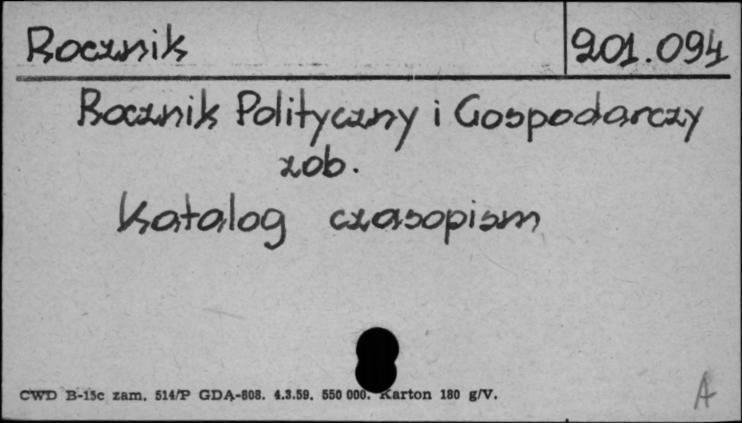 Rocznik 201.094
Rocznik Polityczny i Gospodarczy
zob.
Katalog czasopism
CWD B-15c zam. 514/P GDA-808. 4.3.59. 550 000. Karton 180 g/V.
A